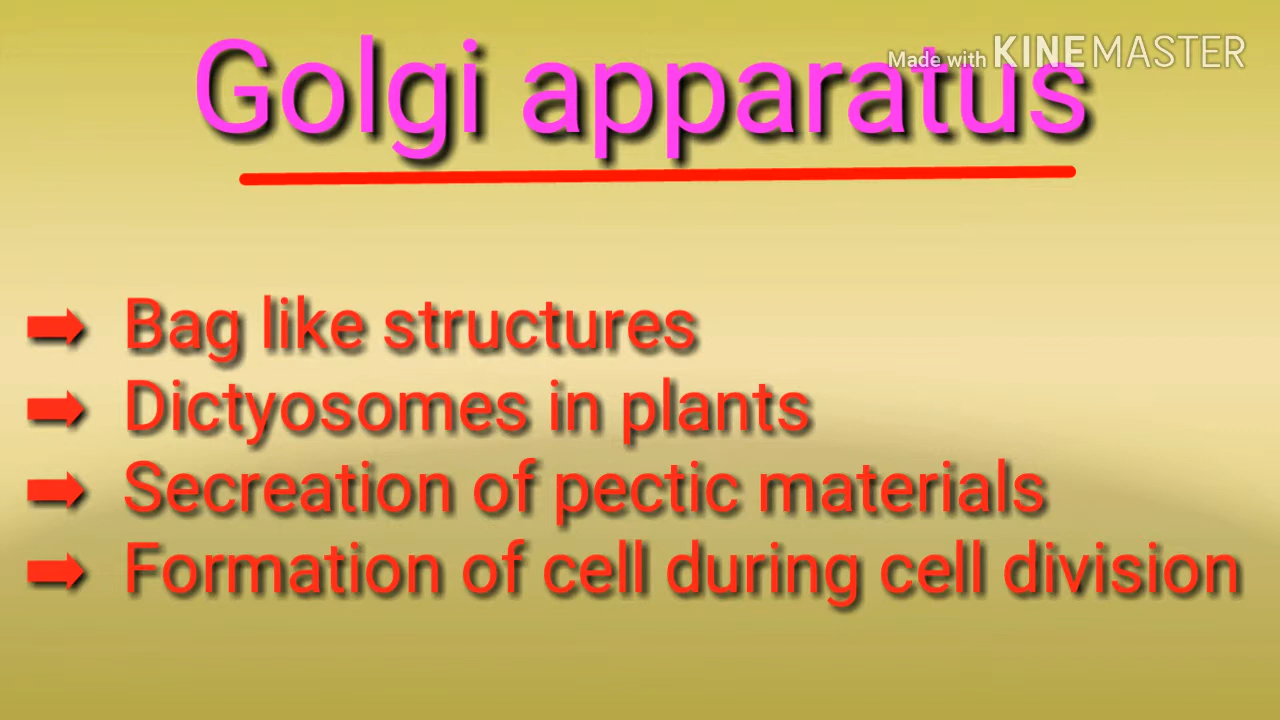 Golgi apparatus
Made with KINEMASTER
➡ Bag like structures
➡ Dictyosomes in plants
➡ Secreation of pectic materials
➡ Formation of cell during cell division